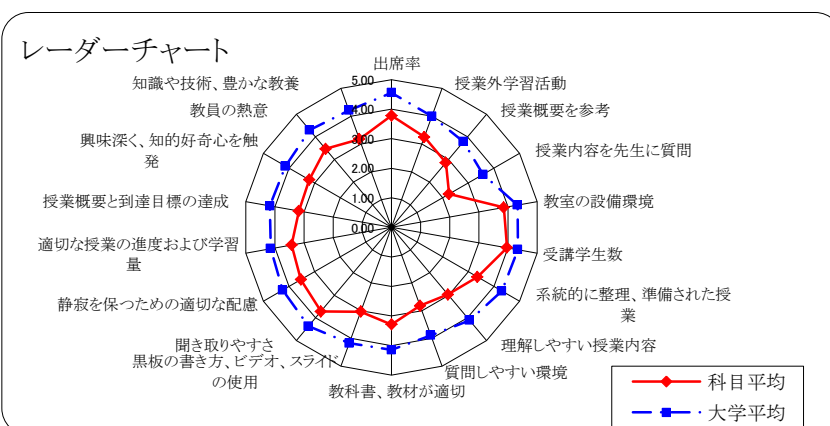 レーダーチャート
出席率
授業外学習活動
授業概要を参考
授業内容を先生に質問
教室の設備環境
受講学生数
系統的に整理、準備された授
業
理解しやすい授業内容
質問しやすい環境
教科書、教材が適切
黒板の書き方、ビデオ、スライド
の使用
聞き取りやすさ
静寂を保つための適切な配慮
適切な授業の進度および学習
量
授業概要と到達目標の達成
興味深く、知的好奇心を触
発
教員の熱意
知識や技術、豊かな教養
5.00
4.00
3.00
2.00
1.00
0.00
科目平均
大学平均